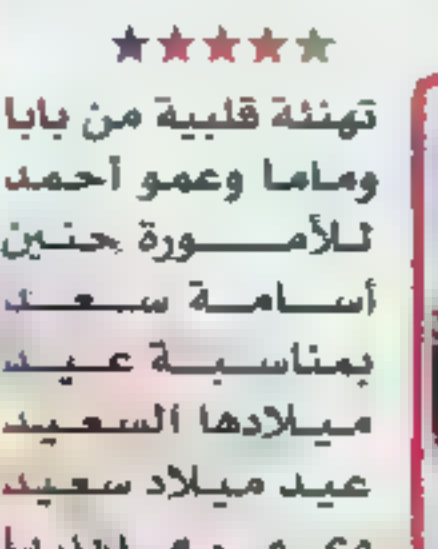 تهنئة قلبية من بابا
وماما وعمو أحمد
للأمورة حنين
أسامة سعد
بمناسبة عيد
ميلادها السعيد
عيد ميلاد سعيد